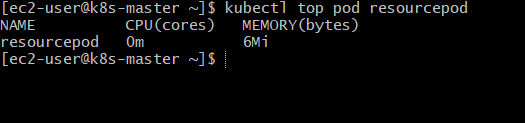 [ec2-user@k8s-master ~]$ kubectl top pod resourcepod
NAME          CPU(cores)   MEMORY(bytes)
resourcepod   0m           6Mi
[ec2-user@k8s-master ~]$